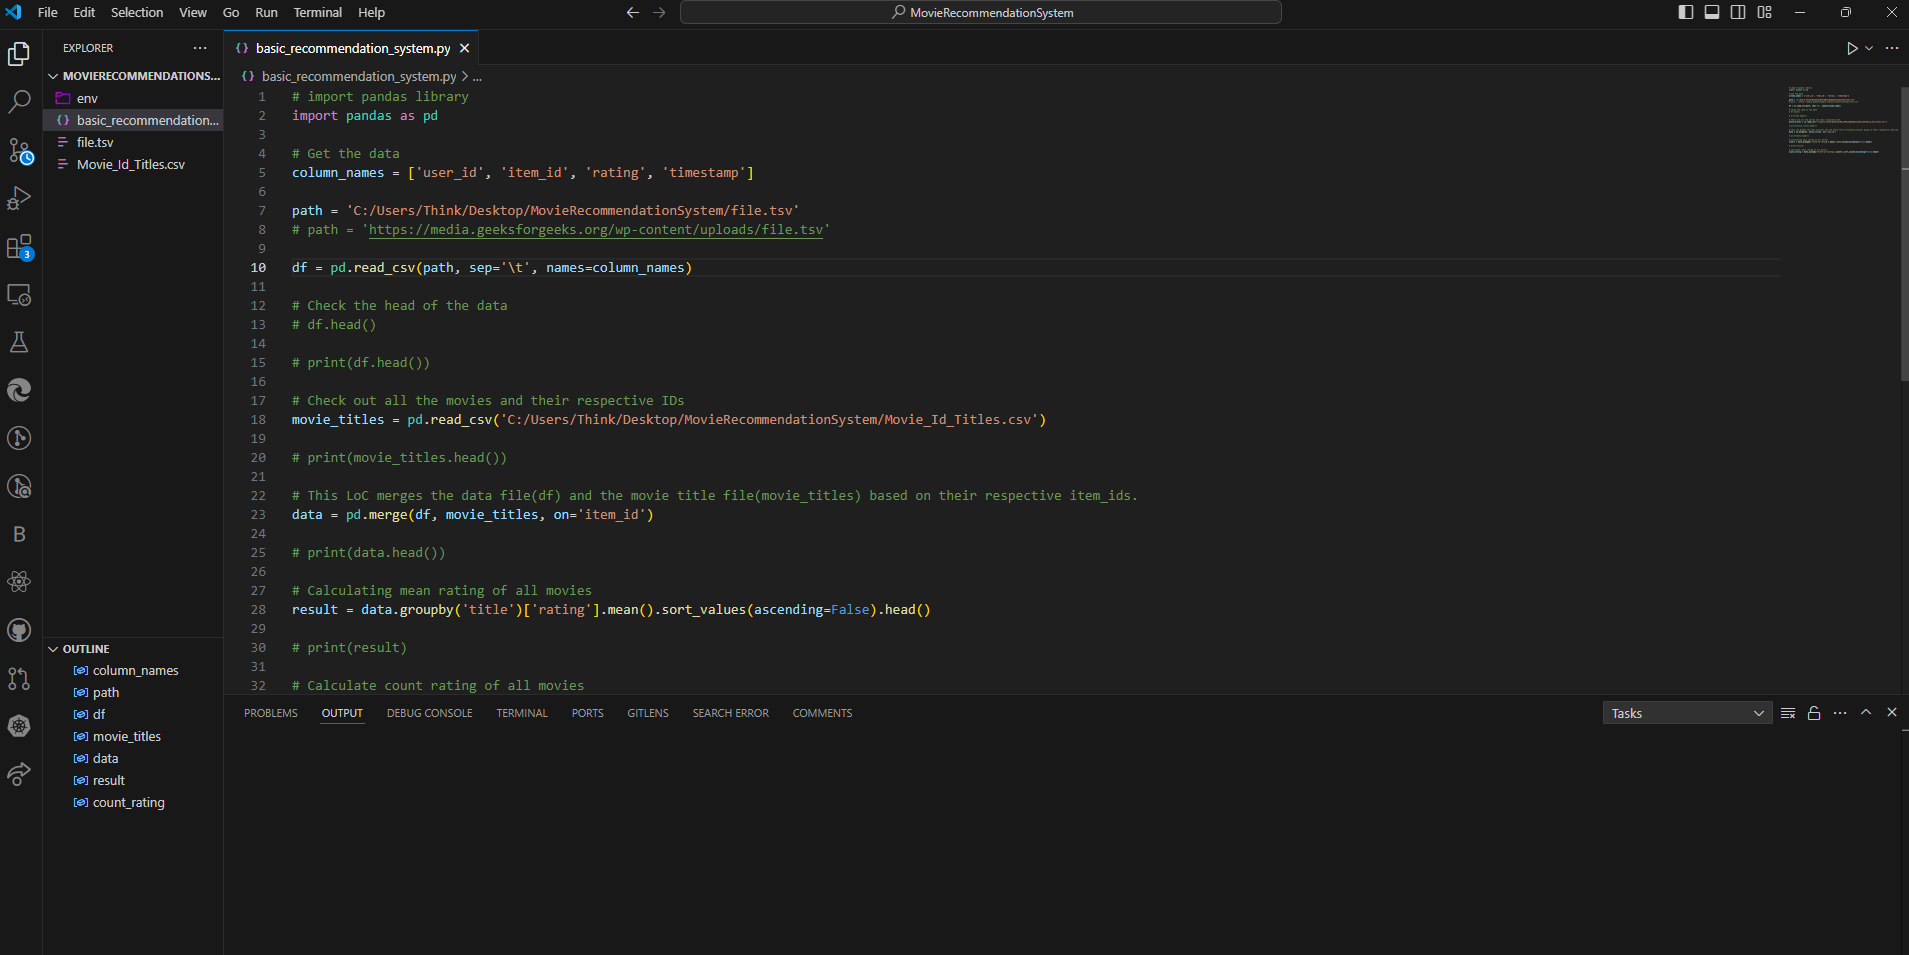 File Edit Selection View Go Run Terminal Help
MovieRecommendationSystem
EXPLORER
MOVIERECOMMENDATIONS...
env
basic_recommendation...
file.tsv
Movie_Id_Titles.csv
basic_recommendation_system.py
basic_recommendation_system.py > ...
1 # import pandas library
2 import pandas as pd
3
4 # Get the data
5 column_names = ['user_id', 'item_id', 'rating', 'timestamp']
6
7 path = 'C:/Users/Think/Desktop/MovieRecommendationSystem/file.tsv'
8 # path = 'https://media.geeksforgeeks.org/wp-content/uploads/file.tsv'
9
10 df = pd.read_csv(path, sep='\t', names=column_names)
11
12 # Check the head of the data
13 # df.head()
14
15 # print(df.head())
16
17 # Check out all the movies and their respective IDs
18 movie_titles = pd.read_csv('C:/Users/Think/Desktop/MovieRecommendationSystem/Movie_Id_Titles.csv')
19
20 # print(movie_titles.head())
21
22 # This LoC merges the data file(df) and the movie title file(movie_titles) based on their respective item_ids.
23 data = pd.merge(df, movie_titles, on='item_id')
24
25 # print(data.head())
26
27 # Calculating mean rating of all movies
28 result = data.groupby('title')['rating'].mean().sort_values(ascending=False).head()
29
30 # print(result)
31
32 # Calculate count rating of all movies
3
B
OUTLINE
column_names
path
df
movie_titles
data
result
count_rating
PROBLEMS OUTPUT DEBUG CONSOLE TERMINAL PORTS GITLENS SEARCH ERROR COMMENTS
Tasks